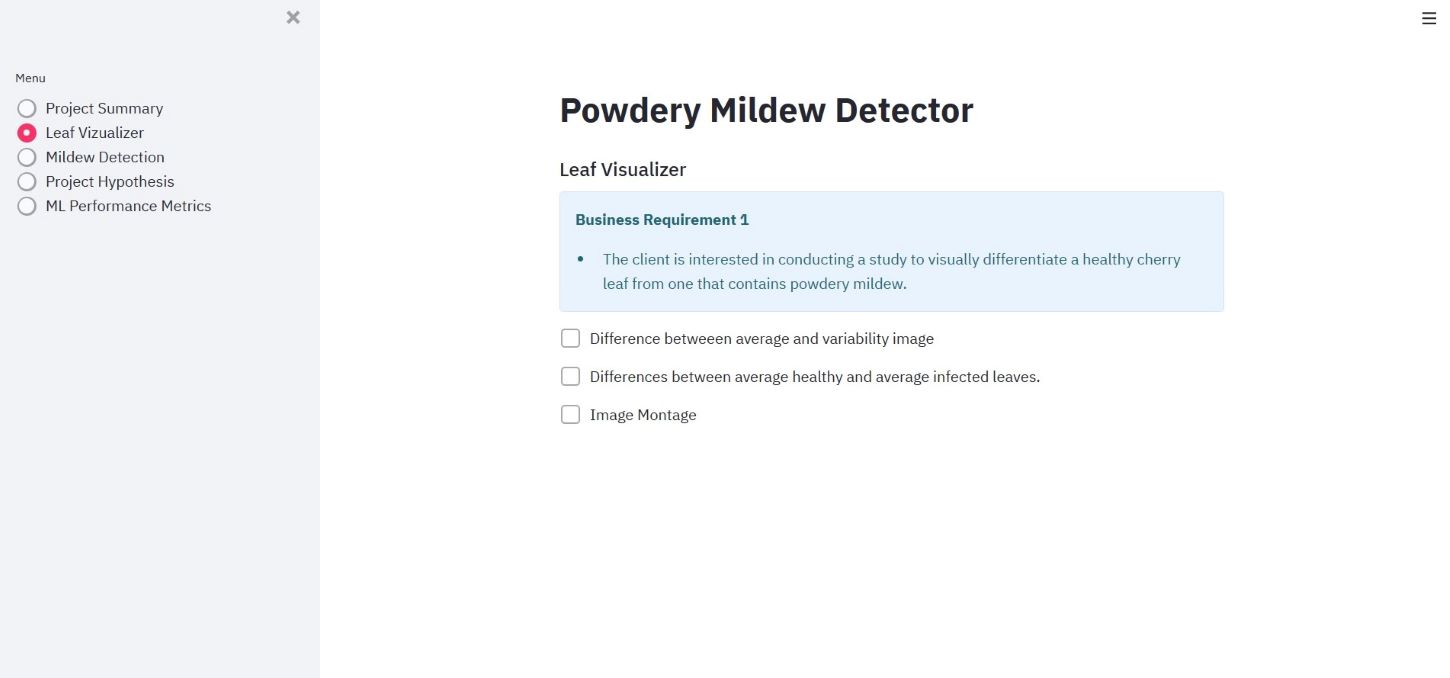 Menu
Project Summary
Leaf Vizualizer
Mildew Detection
Project Hypothesis
ML Performance Metrics
Powdery Mildew Detector
Leaf Visualizer
Business Requirement 1
• The client is interested in conducting a study to visually differentiate a healthy cherry
leaf from one that contains powdery mildew.
Difference betweeen average and variability image
Differences between average healthy and average infected leaves.
Image Montage